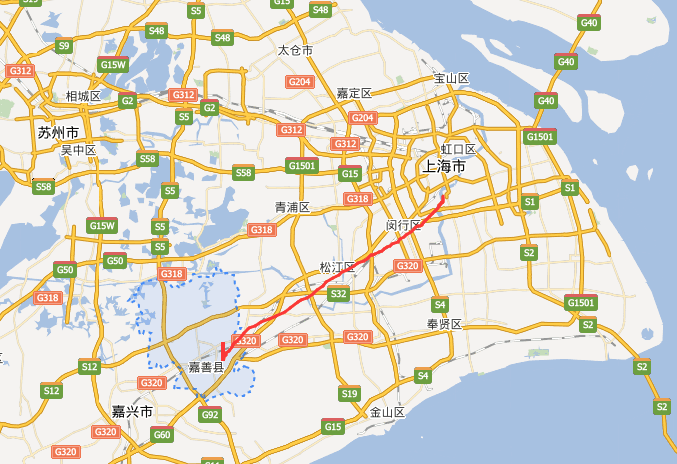 S19
G15
S48
S5
S48
S48
G40
太仓市
S9
G15W
G40
G312
宝山区
相城区
G204
嘉定区
G2
G312
G2
G40
S5
G204
苏州市
G312
G1501
吴中区
G312
虹口区
S58
上海市
G1501
S58
G15
S58
S5
S1
S1
青浦区
G318
G15W
S5
闵行区
G318
S2
G50
G50
G318
松江区
G320
G318
S32
S4
G1501
奉贤区
S2
G320
G320
G320
嘉善县
S12
S2
S12
G320
S4
S19
嘉兴市
G92
金山区
S2
G320
G60
G15
G320